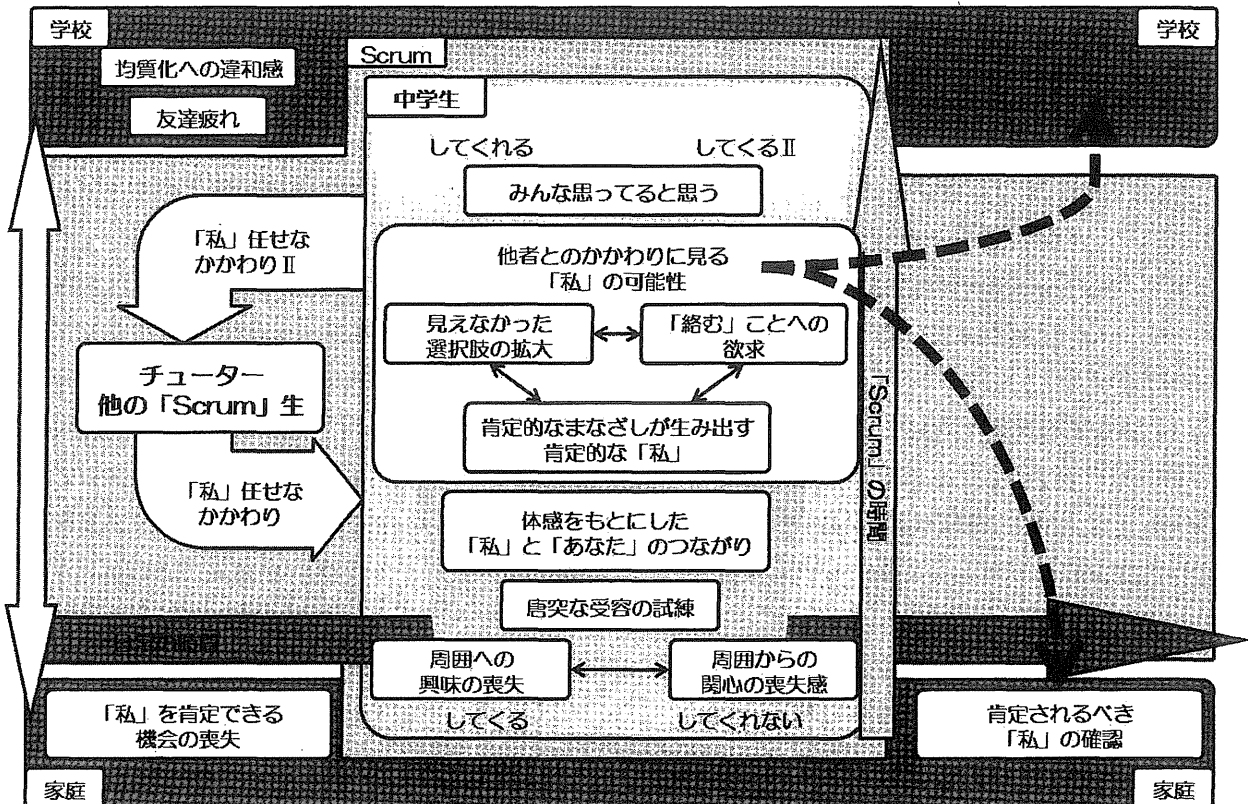 学校
学校
均質化への違和感
友達疲れ
Scrum
中学生
してくれる
してくるⅡ
みんな思ってると思う
「私」任せな
かかわりⅡ
他者とのかかわりに見る
「私」の可能性
見えなかった
選択肢の拡大
「絡む」ことへの
欲求
チューター
他の「Scrum」生
肯定的なまなざしが生み出す
肯定的な「私」
「私」任せな
かかわり
体感をもとにした
「私」と「あなた」のつながり
「Scrum」の時間
唐突な受容の試練
周囲への
興味の喪失
周囲からの
関心の喪失感
してくる
してくれない
「私」を肯定できる
機会の喪失
肯定されるべき
「私」の確認
家庭
家庭